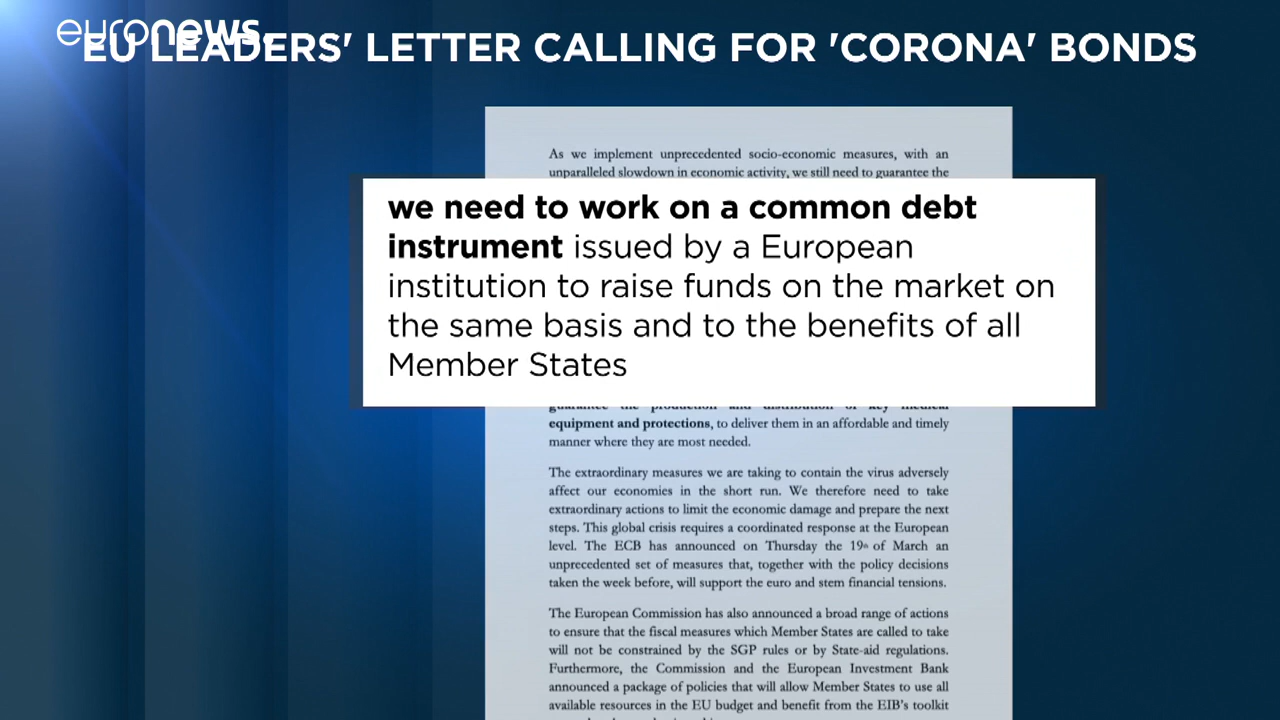 euronews.
EU LEADERS' LETTER CALLING FOR 'CORONA' BONDS
As we implement unprecedented socio-economic measures, with an
unparalleled slowdown in economic activity, we still need to guarantee the
we need to work on a common debt
instrument issued by a European
institution to raise funds on the market on
the same basis and to the benefits of all
Member States
guarantee the production and distribution of key medical
equipment and protections, to deliver them in an affordable and timely
manner where they are most needed.
The extraordinary measures we are taking to contain the virus adversely
affect our economies in the short run. We therefore need to take
extraordinary actions to limit the economic damage and prepare the next
steps. This global crisis requires a coordinated response at the European
level. The ECB has announced on Thursday the 19th of March an
unprecedented set of measures that, together with the policy decisions
taken the week before, will support the euro and stem financial tensions.
The European Commission has also announced a broad range of actions
to ensure that the fiscal measures which Member States are called to take
will not be constrained by the SGP rules or by State-aid regulations.
Furthermore, the Commission and the European Investment Bank
announced a package of policies that will allow Member States to use all
available resources in the EU budget and benefit from the EIB's toolkit